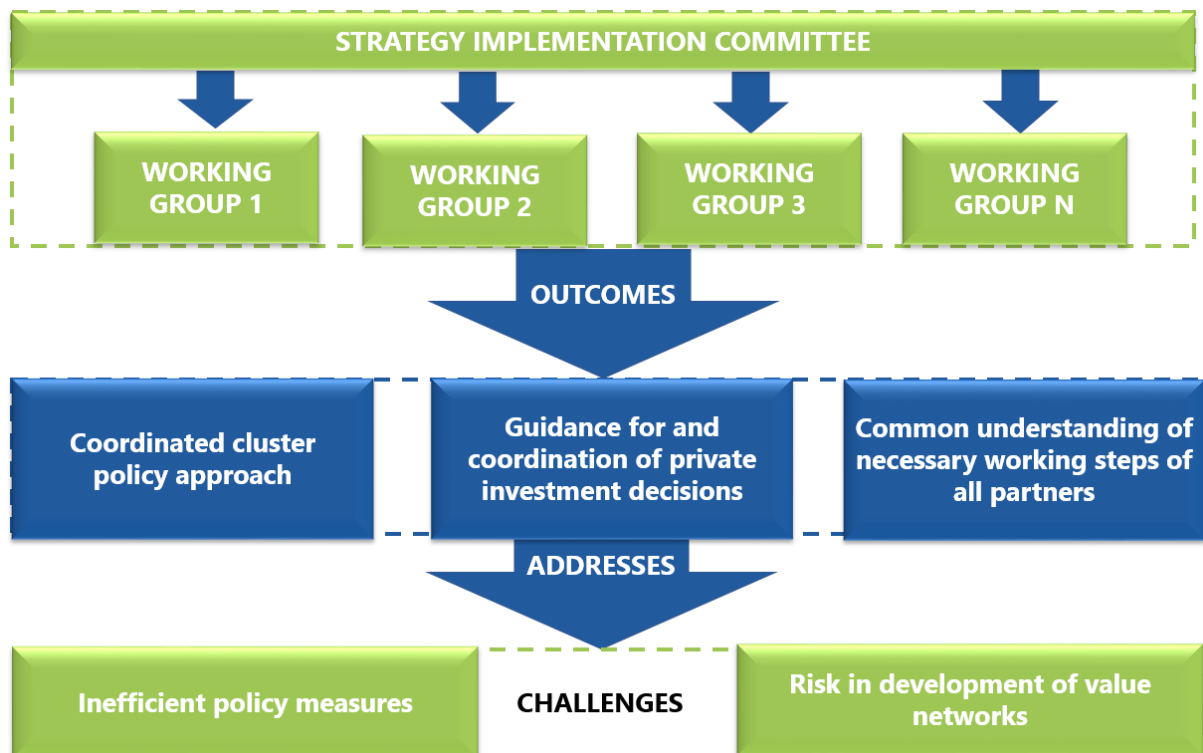 STRATEGY IMPLEMENTATION COMMITTEE
WORKING
GROUP 1
WORKING
GROUP 2
WORKING
GROUP 3
WORKING
GROUP N
OUTCOMES
Coordinated cluster
policy approach
Guidance for and
coordination of private
investment decisions
Common understanding of
necessary working steps of
all partners
ADDRESSES
Inefficient policy measures
CHALLENGES
Risk in development of value
networks